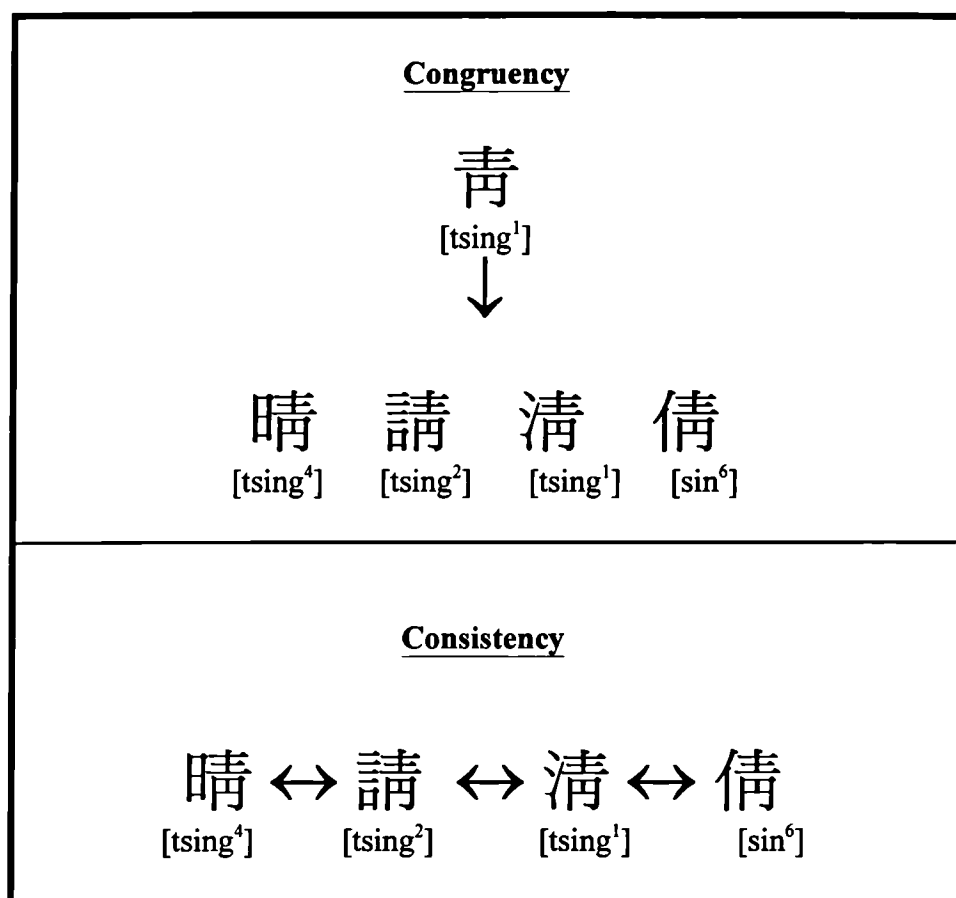 Congruency
靑
[tsing¹]
晴 請 淸 倩
[tsing⁴] [tsing²] [tsing¹] [sin⁶]
Consistency
晴 ↔ 請 ↔ 淸 ↔ 倩
[tsing⁴] [tsing²] [tsing¹] [sin⁶]